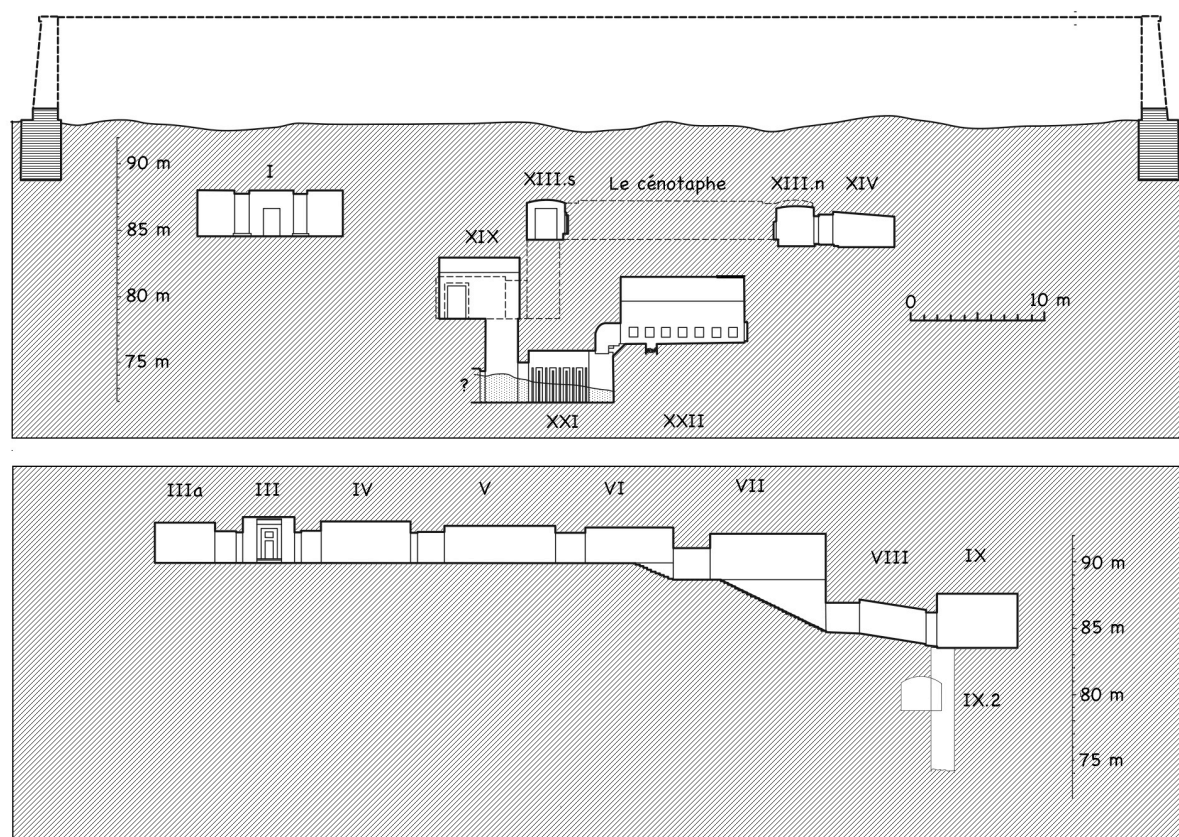 90 m
I
XIII.s Le cénotaphe XIII.n XIV
85 m
XIX
80 m
0 10 m
75 m
?
XXI XXII
IIIa III IV V VI VII
VIII IX
90 m
85 m
IX.2
80 m
75 m